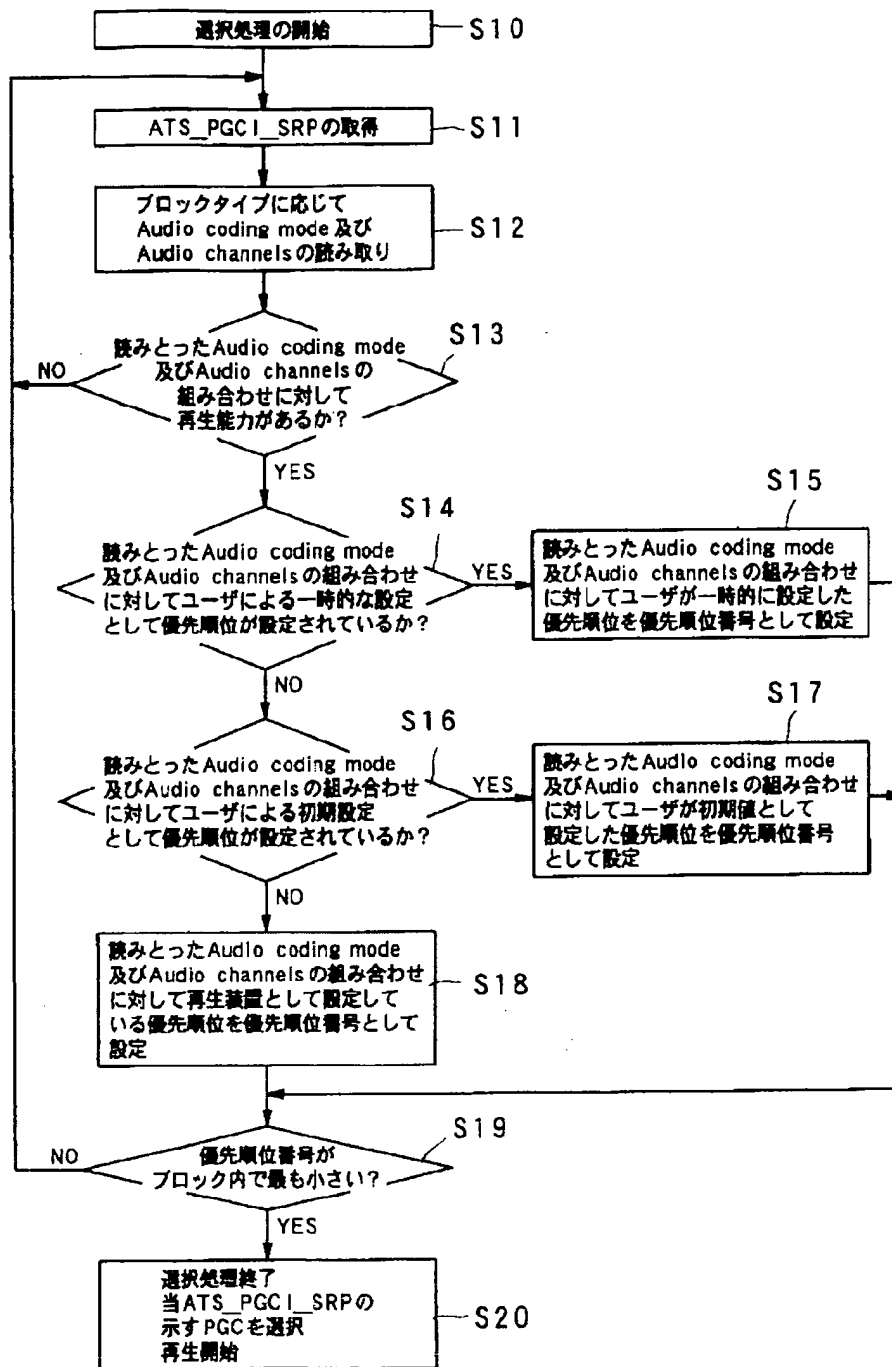 選択処理の開始
S10
ATS_PGCI_SRPの取得
S11
ブロックタイプに応じて
Audio coding mode及び
Audio channelsの読み取り
S12
読みとったAudio coding mode
及びAudio channelsの
組み合わせに対して
再生能力があるか？
S13
NO
YES
S14
読みとったAudio coding mode
及びAudio channelsの組み合わせ
に対してユーザによる一時的な設定
として優先順位が設定されているか？
YES
NO
S15
読みとったAudio coding mode
及びAudio channelsの組み合わせ
に対してユーザが一時的に設定した
優先順位を優先順位番号として設定
S16
読みとったAudio coding mode
及びAudio channelsの組み合わせ
に対してユーザによる初期設定
として優先順位が設定されているか？
YES
NO
S17
読みとったAudio coding mode
及びAudio channelsの組み合わせ
に対してユーザが初期値として
設定した優先順位を優先順位番号
として設定
読みとったAudio coding mode
及びAudio channelsの組み合わせ
に対して再生装置として設定して
いる優先順位を優先順位番号として
設定
S18
優先順位番号が
ブロック内で最も小さい？
S19
NO
YES
選択処理終了
当ATS_PGCI_SRPの
示すPGCを選択
再生開始
S20